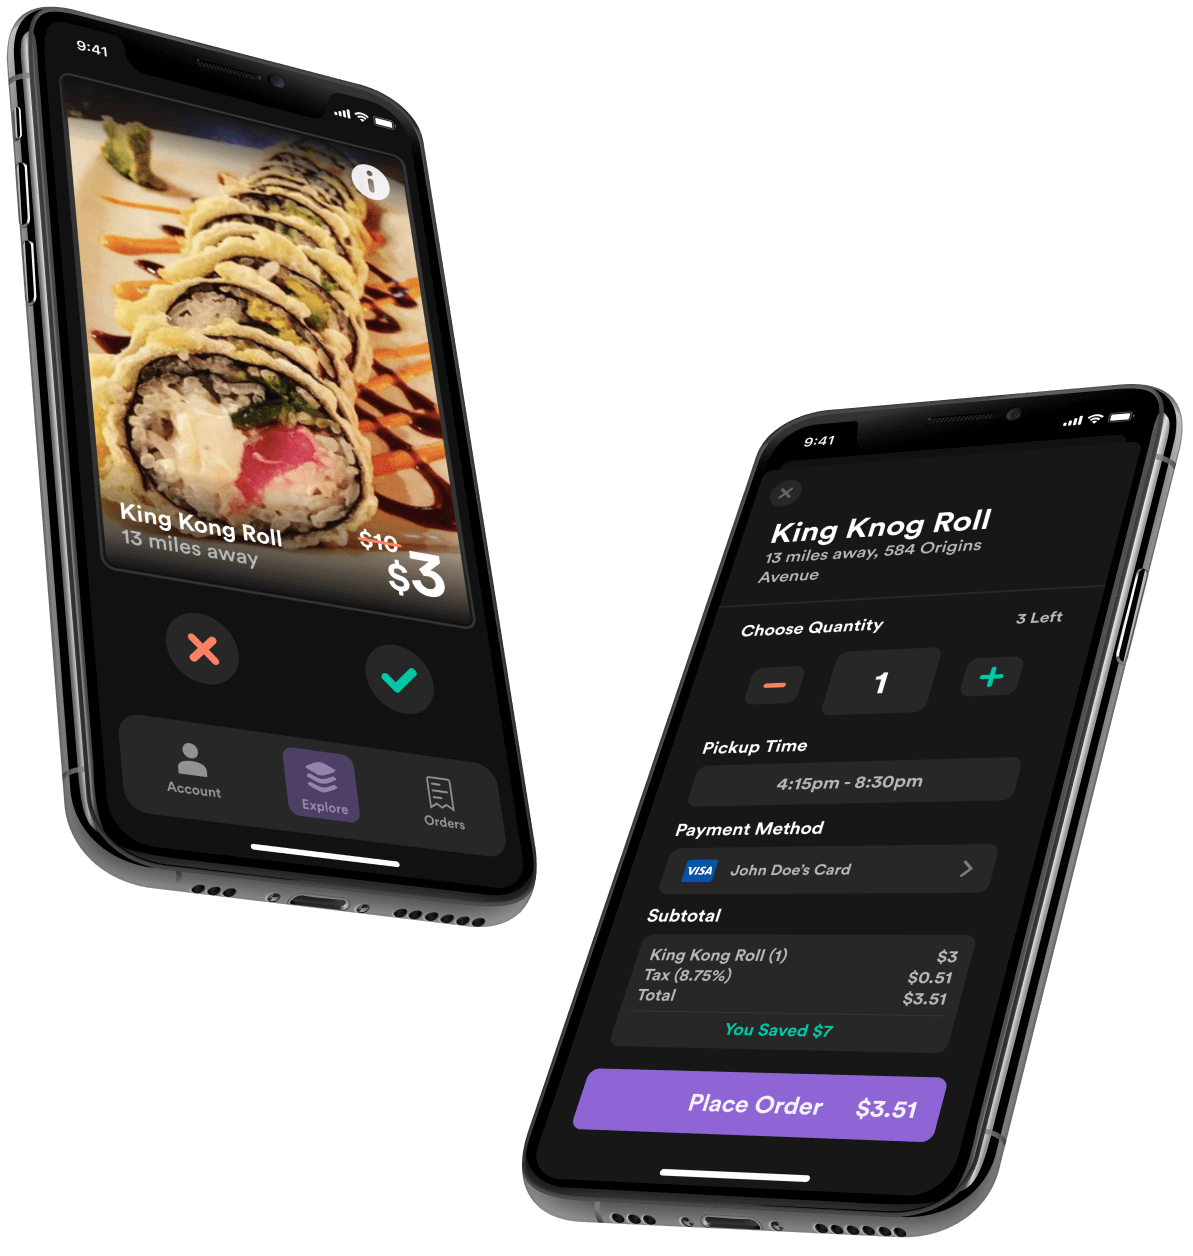 9:41
King Kong Roll
13 miles away
$10
$3
Account
Explore
Orders
9:41
King Knog Roll
13 miles away, 584 Origins
Avenue
Choose Quantity
3 Left
1
Pickup Time
4:15pm - 8:30pm
Payment Method
VISA John Doe's Card
Subtotal
King Kong Roll (1) $3
Tax (8.75%) $0.51
Total $3.51
You Saved $7
Place Order $3.51